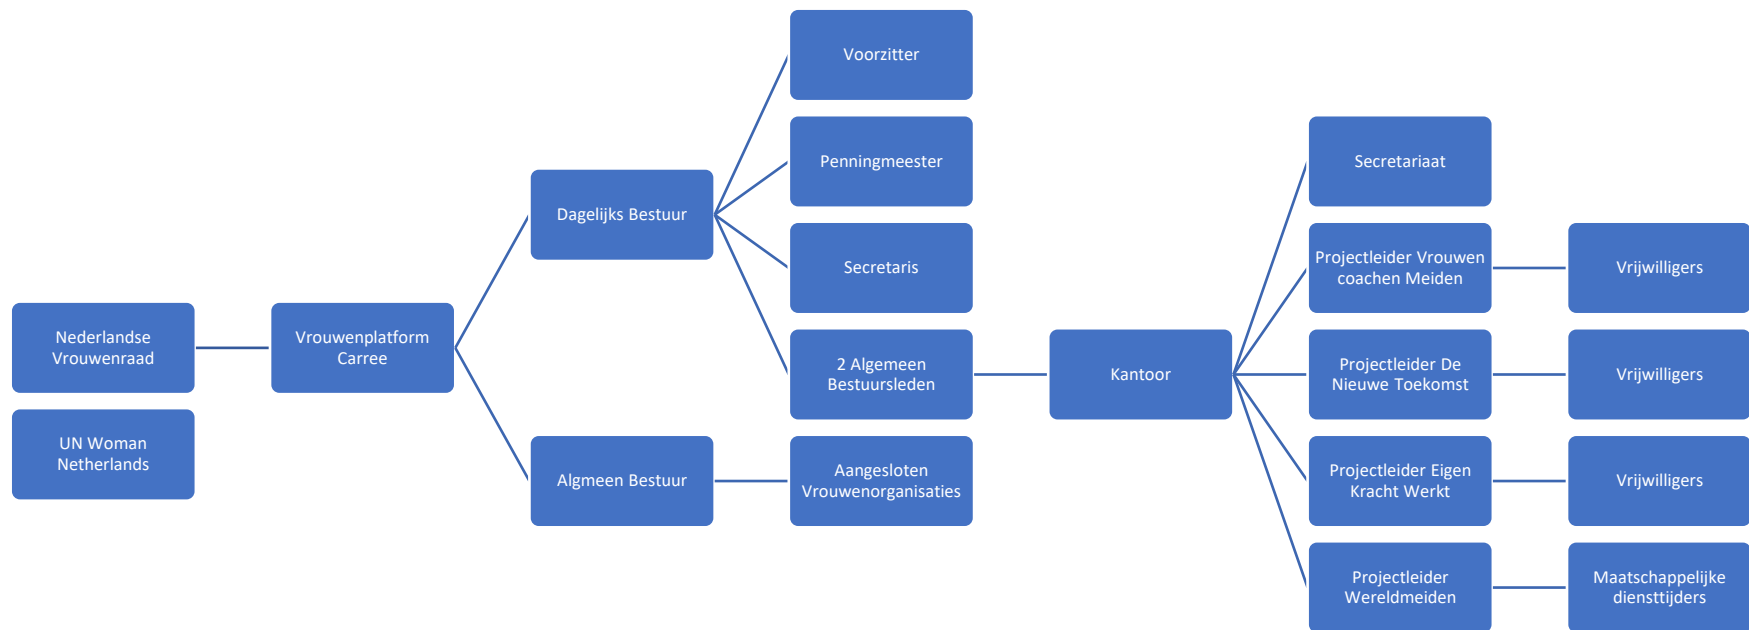 Nederlandse
Vrouwenraad
UN Woman
Netherlands
Vrouwenplatform
Carree
Dagelijks Bestuur
Algmeen Bestuur
Voorzitter
Penningmeester
Secretaris
2 Algemeen
Bestuursleden
Aangesloten
Vrouwenorganisaties
Kantoor
Secretariaat
Projectleider Vrouwen
coachen Meiden
Projectleider De
Nieuwe Toekomst
Projectleider Eigen
Kracht Werkt
Projectleider
Wereldmeiden
Vrijwilligers
Vrijwilligers
Vrijwilligers
Maatschappelijke
diensttijders